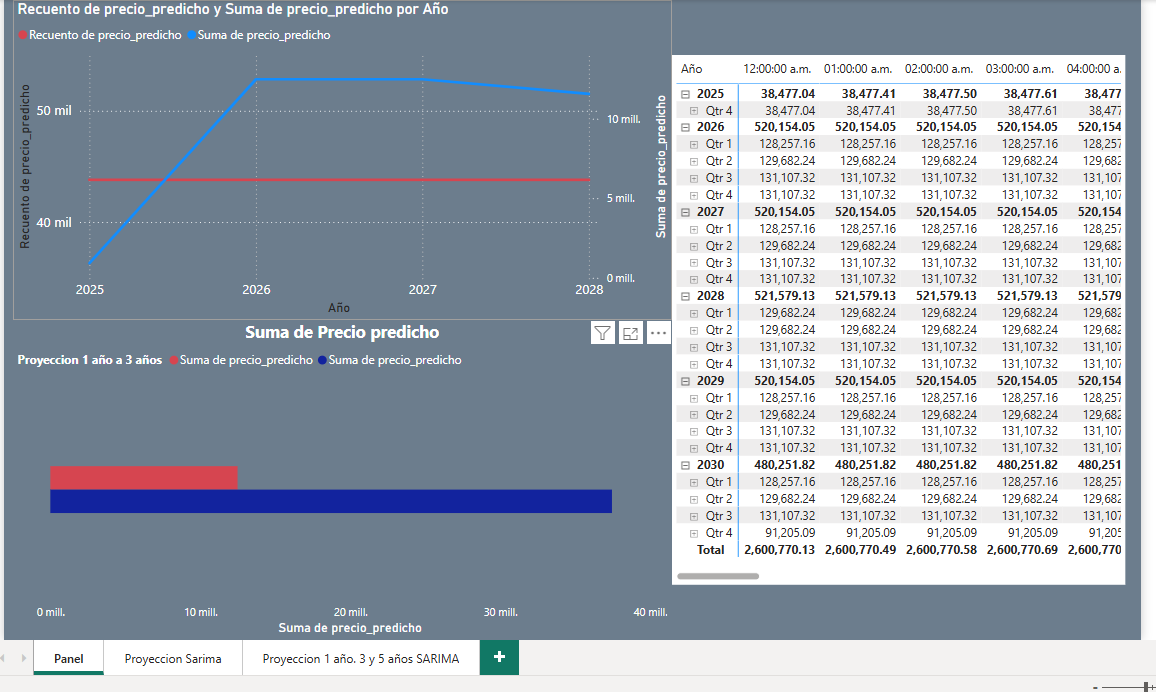 Recuento de precio_predicho y Suma de precio_predicho por Año
Recuento de precio_predicho Suma de precio_predicho
Recuento de precio_predicho
50 mil
40 mil
Suma de precio_predicho
10 mill.
5 mill.
0 mill.
2025 2026 2027 2028
Año
Suma de Precio predicho
Proyeccion 1 año a 3 años Suma de precio_predicho Suma de precio_predicho
0 mill. 10 mill. 20 mill. 30 mill. 40 mill.
Suma de precio_predicho
Año 12:00:00 a.m. 01:00:00 a.m. 02:00:00 a.m. 03:00:00 a.m. 04:00:00 a.
2025 38,477.04 38,477.41 38,477.50 38,477.61 38,477
Qtr 4 38,477.04 38,477.41 38,477.50 38,477.61 38,477
2026 520,154.05 520,154.05 520,154.05 520,154.05 520,154
Qtr 1 128,257.16 128,257.16 128,257.16 128,257.16 128,257
Qtr 2 129,682.24 129,682.24 129,682.24 129,682.24 129,682
Qtr 3 131,107.32 131,107.32 131,107.32 131,107.32 131,107
Qtr 4 131,107.32 131,107.32 131,107.32 131,107.32 131,107
2027 520,154.05 520,154.05 520,154.05 520,154.05 520,154
Qtr 1 128,257.16 128,257.16 128,257.16 128,257.16 128,257
Qtr 2 129,682.24 129,682.24 129,682.24 129,682.24 129,682
Qtr 3 131,107.32 131,107.32 131,107.32 131,107.32 131,107
Qtr 4 131,107.32 131,107.32 131,107.32 131,107.32 131,107
2028 521,579.13 521,579.13 521,579.13 521,579.13 521,579
Qtr 1 128,257.16 128,257.16 128,257.16 128,257.16 128,257
Qtr 2 129,682.24 129,682.24 129,682.24 129,682.24 129,682
Qtr 3 131,107.32 131,107.32 131,107.32 131,107.32 131,107
Qtr 4 131,107.32 131,107.32 131,107.32 131,107.32 131,107
2029 520,154.05 520,154.05 520,154.05 520,154.05 520,154
Qtr 1 128,257.16 128,257.16 128,257.16 128,257.16 128,257
Qtr 2 129,682.24 129,682.24 129,682.24 129,682.24 129,682
Qtr 3 131,107.32 131,107.32 131,107.32 131,107.32 131,107
Qtr 4 131,107.32 131,107.32 131,107.32 131,107.32 131,107
2030 480,251.82 480,251.82 480,251.82 480,251.82 480,251
Qtr 1 128,257.16 128,257.16 128,257.16 128,257.16 128,257
Qtr 2 129,682.24 129,682.24 129,682.24 129,682.24 129,682
Qtr 3 131,107.32 131,107.32 131,107.32 131,107.32 131,107
Qtr 4 91,205.09 91,205.09 91,205.09 91,205.09 91,205
Total 2,600,770.13 2,600,770.49 2,600,770.58 2,600,770.69 2,600,770
Panel Proyeccion Sarima Proyeccion 1 año. 3 y 5 años SARIMA +